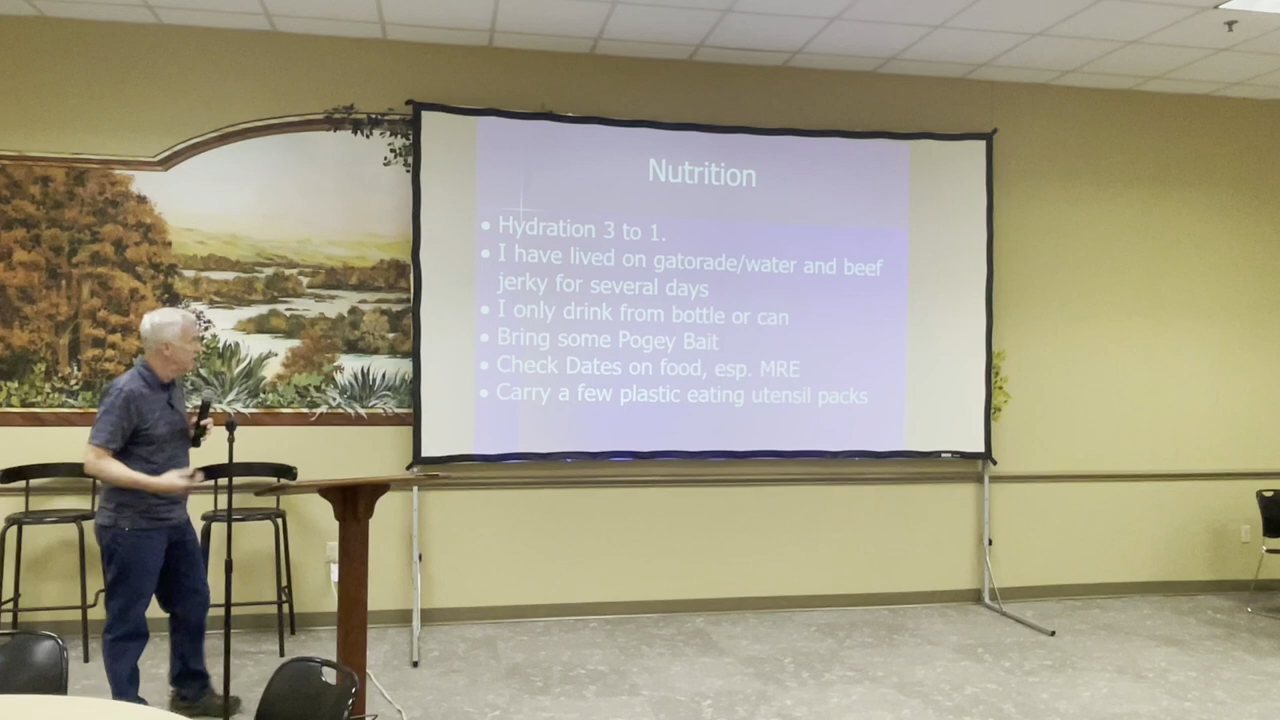 Nutrition
• Hydration 3 to 1.
• I have lived on gatorade/water and beef
jerky for several days
• I only drink from bottle or can
• Bring some Pogey Bait
• Check Dates on food, esp. MRE
• Carry a few plastic eating utensil packs